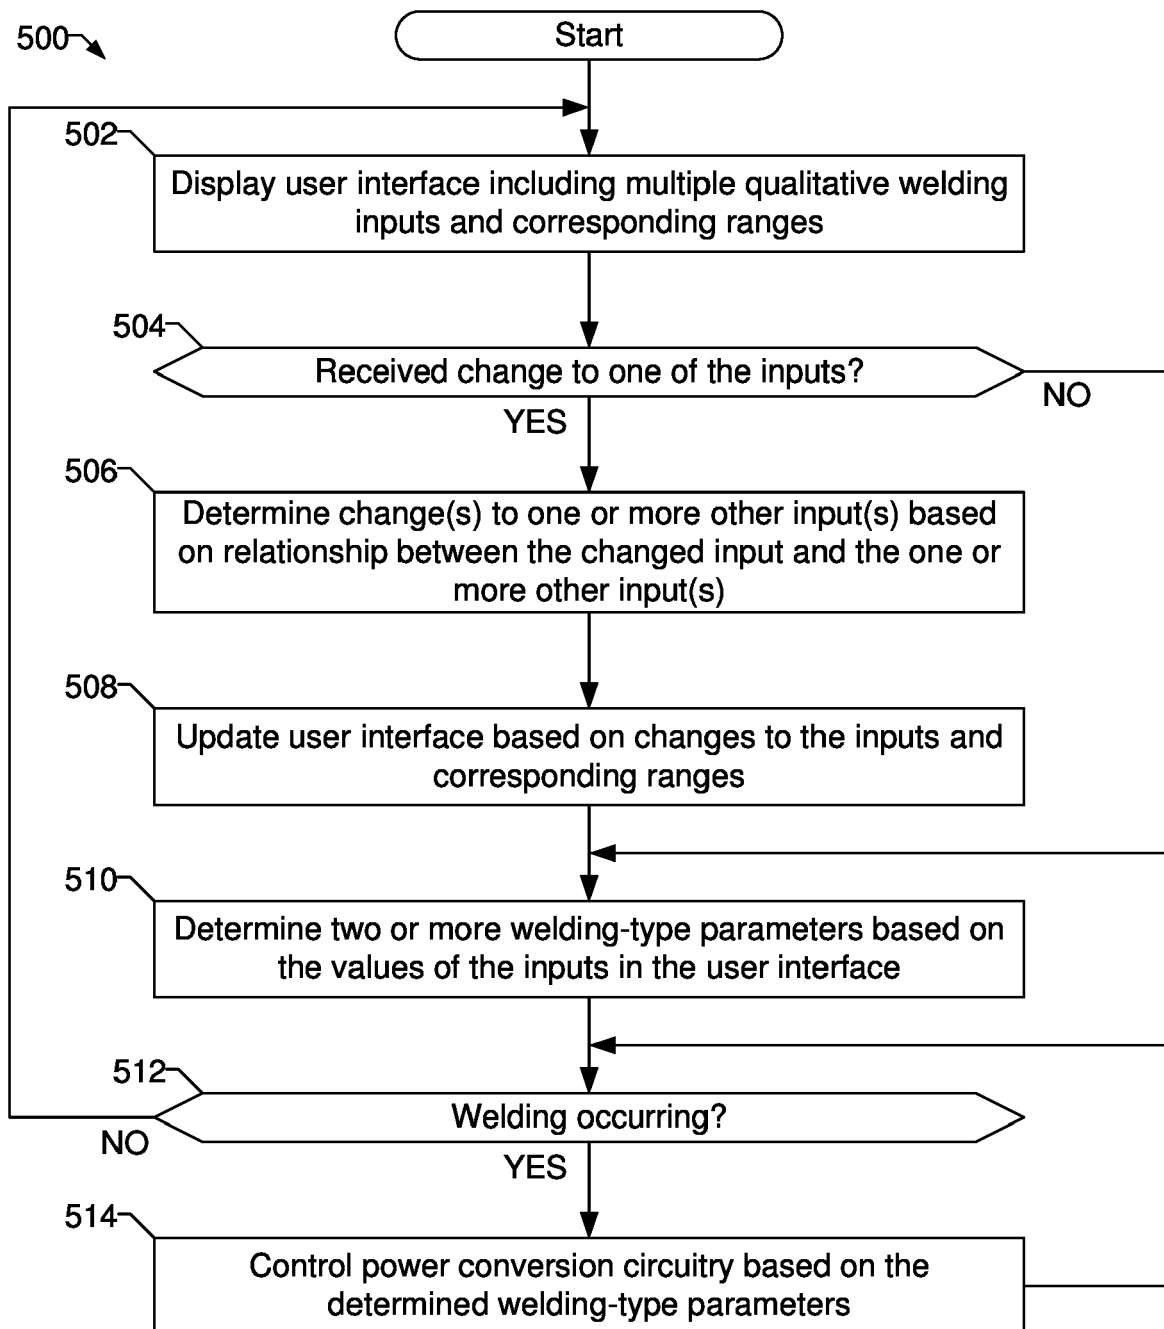 500
Start
502
Display user interface including multiple qualitative welding
inputs and corresponding ranges
504
Received change to one of the inputs?
NO
YES
506
Determine change(s) to one or more other input(s) based
on relationship between the changed input and the one or
more other input(s)
508
Update user interface based on changes to the inputs and
corresponding ranges
510
Determine two or more welding-type parameters based on
the values of the inputs in the user interface
512
Welding occurring?
NO
YES
514
Control power conversion circuitry based on the
determined welding-type parameters